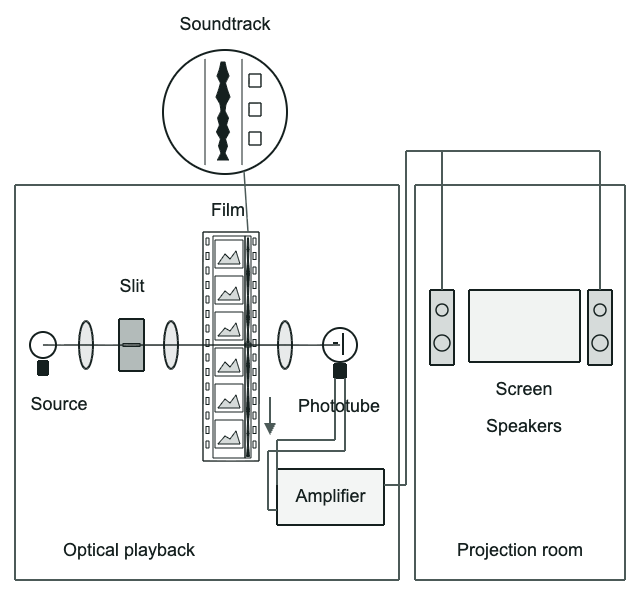 Soundtrack
Film
Slit
Source
Phototube
Amplifier
Optical playback
Screen
Speakers
Projection room